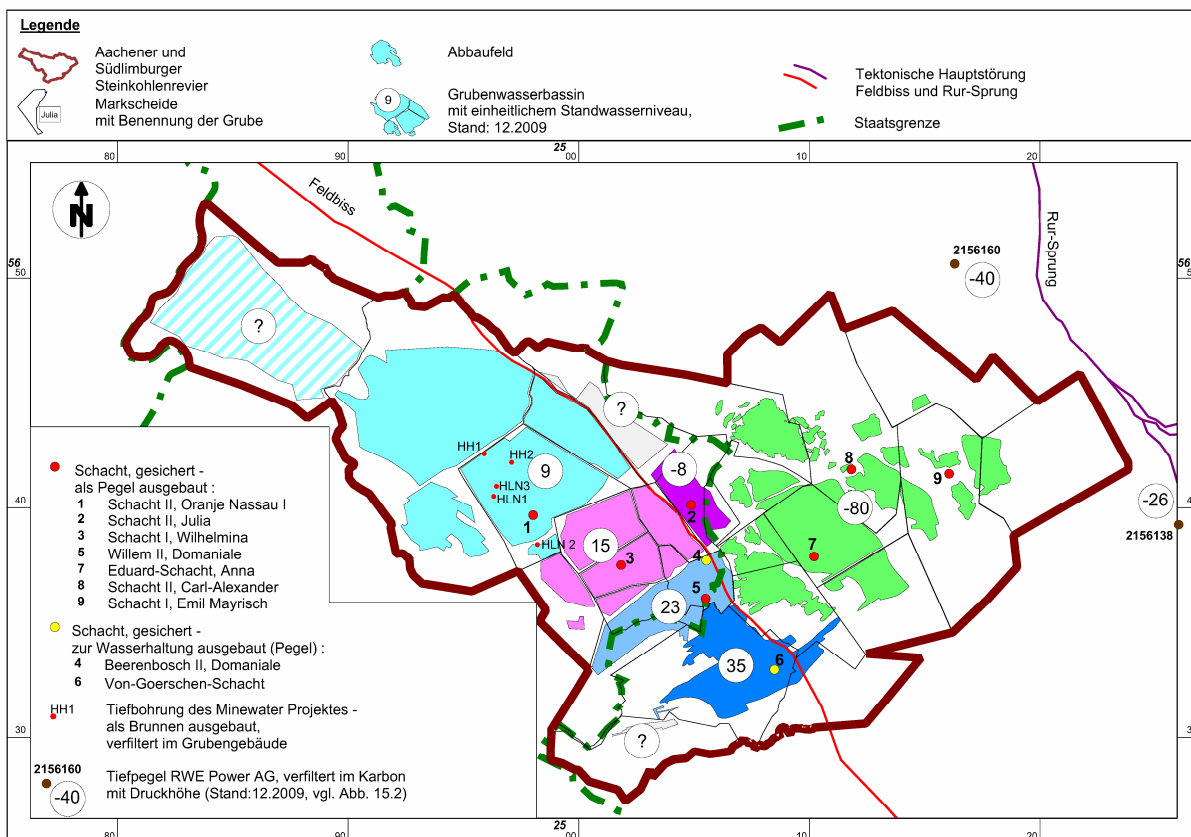 Legende
Aachener und
Südlimburger
Steinkohlenrevier
Julia
Markscheide
mit Benennung der Grube
Abbaufeld
9
Grubenwasserbassin
mit einheitlichem Standwasserniveau,
Stand: 12.2009
Tektonische Hauptstörung
Feldbiss und Rur-Sprung
Staatsgrenze
80
90
25
00
10
20
N
Feldbiss
Rur-Sprung
2156160
-40
56
50
56
5
?
?
HH1
HH2
9
HLN3
HLN1
1
HLN 2
-8
2
8
9
-80
7
-26
2156138
40
4
15
3
4
5
23
35
6
?
30
3
Schacht, gesichert -
als Pegel ausgebaut :
1 Schacht II, Oranje Nassau I
2 Schacht II, Julia
3 Schacht I, Wilhelmina
5 Willem II, Domaniale
7 Eduard-Schacht, Anna
8 Schacht II, Carl-Alexander
9 Schacht I, Emil Mayrisch
Schacht, gesichert -
zur Wasserhaltung ausgebaut (Pegel) :
4 Beerenbosch II, Domaniale
6 Von-Goerschen-Schacht
HH1 Tiefbohrung des Minewater Projektes -
als Brunnen ausgebaut,
verfiltert im Grubengebäude
2156160
-40
Tiefpegel RWE Power AG, verfiltert im Karbon
mit Druckhöhe (Stand:12.2009, vgl. Abb. 15.2)
80
90
25
00
10
20